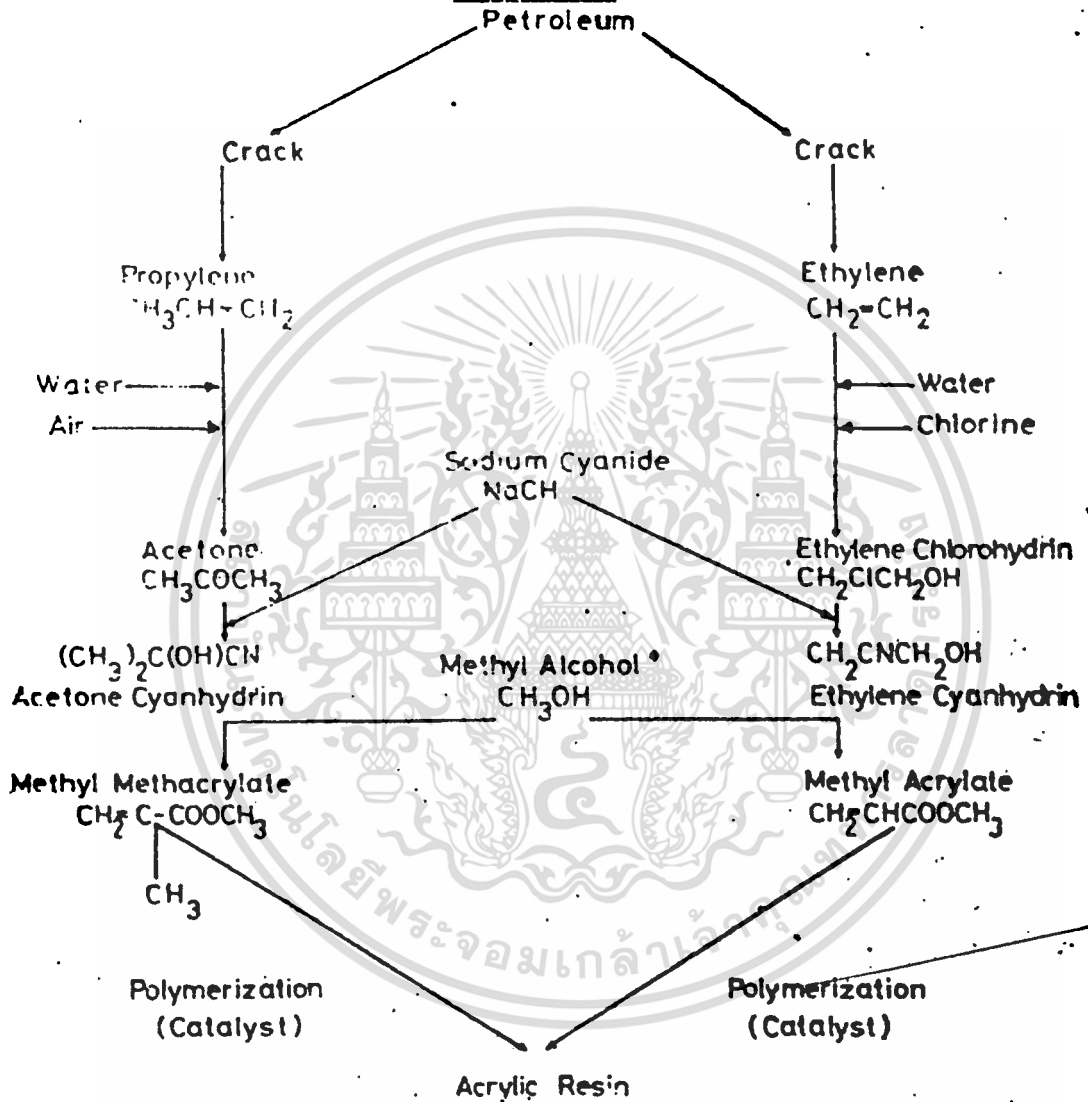 Petroleum
Crack Crack
Propylene
CH₃CH-CH₂
Ethylene
CH₂=CH₂
Water
Air
Water
Chlorine
Sodium Cyanide
NaCH
Acetone
CH₃COCH₃
Ethylene Chlorohydrin
CH₂ClCH₂OH
(CH₃)₂C(OH)CN
Acetone Cyanhydrin
Methyl Alcohol
CH₃OH
CH₂CNCH₂OH
Ethylene Cyanhydrin
Methyl Methacrylate
CH₂=C-COOCH₃
CH₃
Methyl Acrylate
CH₂=CHCOOCH₃
Polymerization
(Catalyst)
Polymerization
(Catalyst)
Acrylic Resin